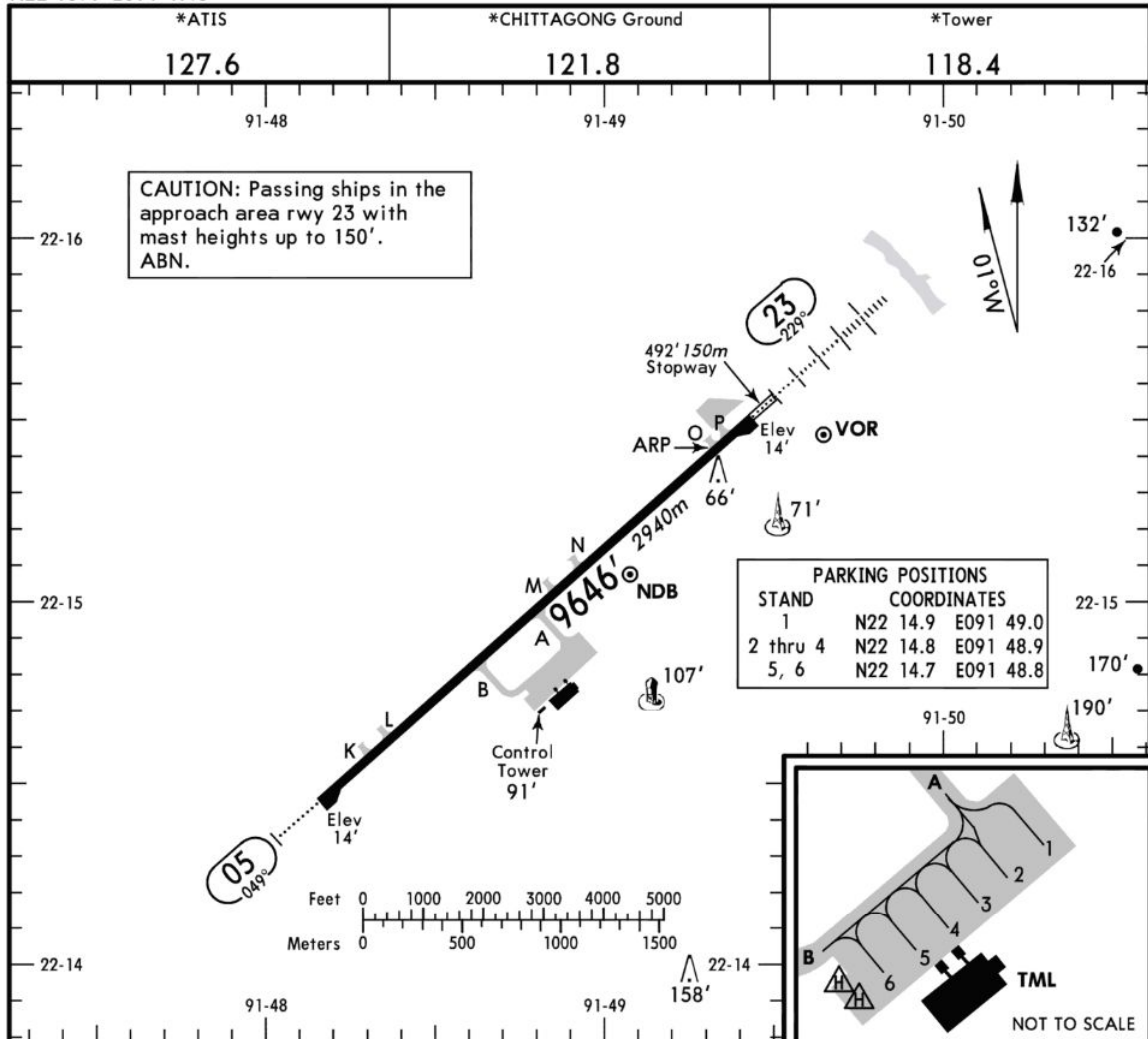 *ATIS
127.6
*CHITTAGONG Ground
121.8
*Tower
118.4
91-48
91-49
91-50
CAUTION: Passing ships in the
approach area rwy 23 with
mast heights up to 150'.
ABN.
22-16
132'
22-16
01°W
23
229°
492' 150m
Stopway
O
P
ARP
Elev
14'
VOR
66'
71'
2940m
9646'
N
M
NDB
22-15
A
B
PARKING POSITIONS
STAND COORDINATES
1 N22 14.9 E091 49.0
2 thru 4 N22 14.8 E091 48.9
5, 6 N22 14.7 E091 48.8
22-15
170'
107'
91-50
190'
L
K
Control
Tower
91'
Elev
14'
05
049°
Feet 0 1000 2000 3000 4000 5000
Meters 0 500 1000 1500
22-14
22-14
158'
91-48
91-49
A
1
2
3
4
5
6
B
H
H
TML
NOT TO SCALE